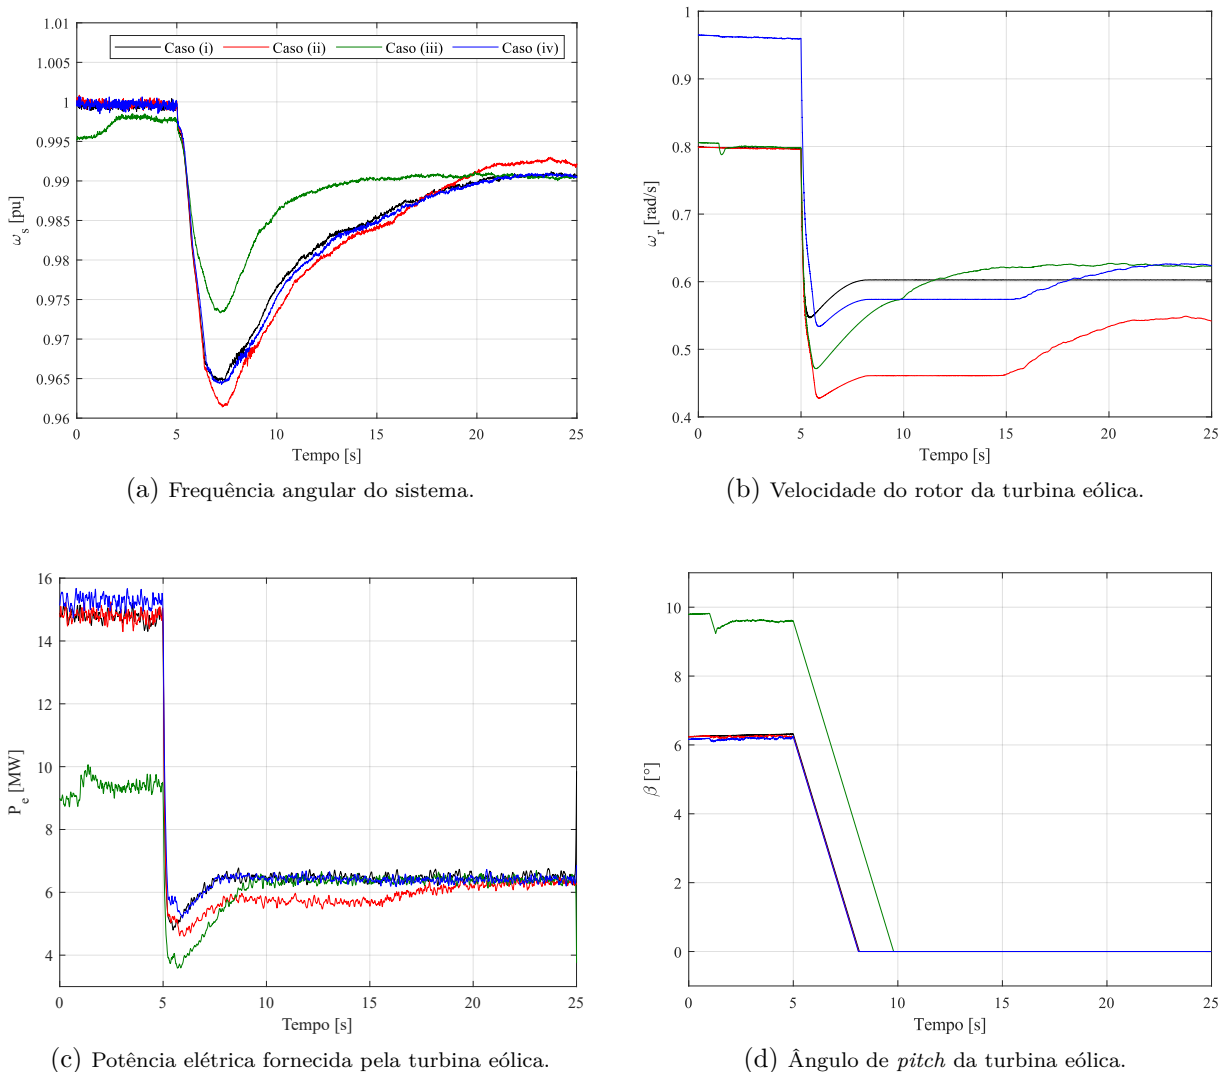 1.01
1.005
1
0.995
0.99
0.985
0.98
0.975
0.97
0.965
0.96
ω_s [pu]
Caso (i) Caso (ii) Caso (iii) Caso (iv)
0 5 10 15 20 25
Tempo [s]
(a) Frequência angular do sistema.
1
0.9
0.8
0.7
0.6
0.5
0.4
ω_r [rad/s]
0 5 10 15 20 25
Tempo [s]
(b) Velocidade do rotor da turbina eólica.
16
14
12
10
8
6
4
P_e [MW]
0 5 10 15 20 25
Tempo [s]
(c) Potência elétrica fornecida pela turbina eólica.
10
8
6
4
2
0
β [°]
0 5 10 15 20 25
Tempo [s]
(d) Ângulo de pitch da turbina eólica.